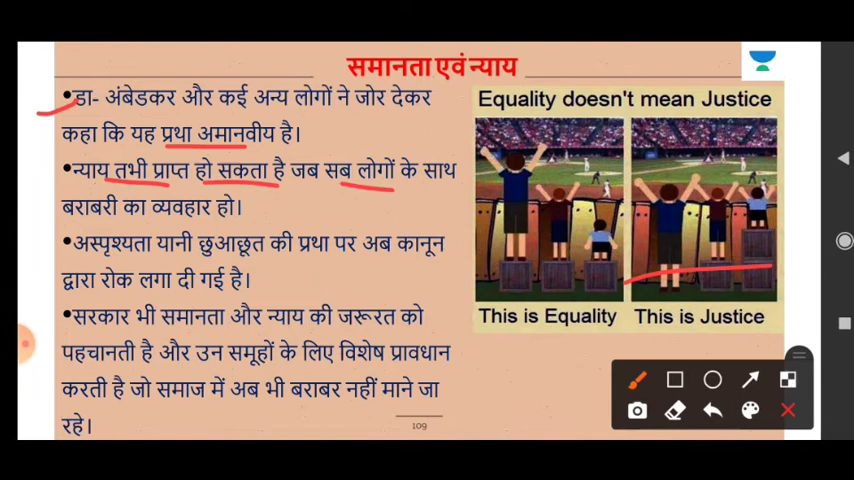 समानता एवं न्याय
•डा- अंबेडकर और कई अन्य लोगों ने जोर देकर
कहा कि यह प्रथा अमानवीय है।
•न्याय तभी प्राप्त हो सकता है जब सब लोगों के साथ
बराबरी का व्यवहार हो।
•अस्पृश्यता यानी छुआछूत की प्रथा पर अब कानून
द्वारा रोक लगा दी गई है।
•सरकार भी समानता और न्याय की जरूरत को
पहचानती है और उन समूहों के लिए विशेष प्रावधान
करती है जो समाज में अब भी बराबर नहीं माने जा
रहे।
109
Equality doesn't mean Justice
This is Equality
This is Justice